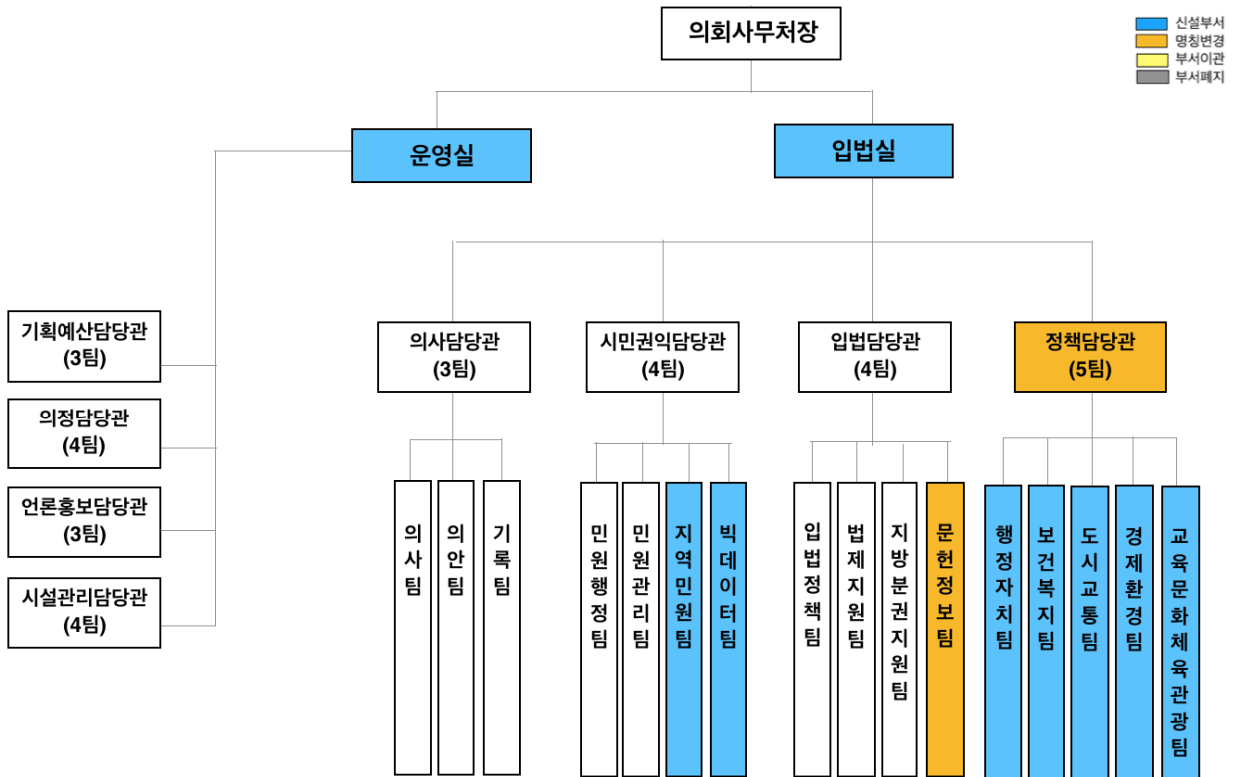 의회사무처장
신설부서
명칭변경
부서이관
부서폐지
운영실
입법실
기획예산담당관
(3팀)
의정담당관
(4팀)
언론홍보담당관
(3팀)
시설관리담당관
(4팀)
의사담당관
(3팀)
시민권익담당관
(4팀)
입법담당관
(4팀)
정책담당관
(5팀)
의사팀
의안팀
기록팀
민원행정팀
민원관리팀
지역민원팀
빅데이터팀
입법정책팀
법제지원팀
지방분권지원팀
문헌정보팀
행정자치팀
보건복지팀
도시교통팀
경제환경팀
교육문화체육관광팀